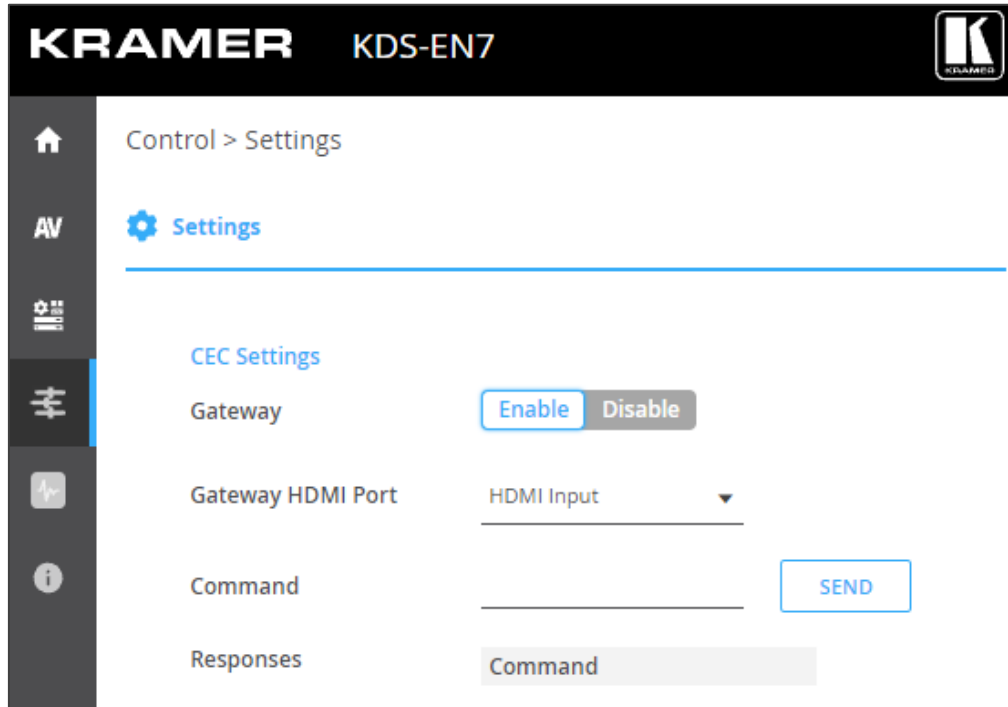 KRAMER KDS-EN7
KRAMER
Control > Settings
AV
Settings
CEC Settings
Gateway Enable Disable
Gateway HDMI Port HDMI Input
Command SEND
Responses Command